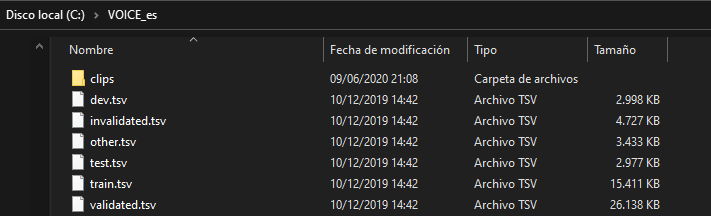 Disco local (C:) > VOICE_es
Nombre Fecha de modificación Tipo Tamaño
clips 09/06/2020 21:08 Carpeta de archivos
dev.tsv 10/12/2019 14:42 Archivo TSV 2.998 KB
invalidated.tsv 10/12/2019 14:42 Archivo TSV 4.727 KB
other.tsv 10/12/2019 14:42 Archivo TSV 3.433 KB
test.tsv 10/12/2019 14:42 Archivo TSV 2.977 KB
train.tsv 10/12/2019 14:42 Archivo TSV 15.411 KB
validated.tsv 10/12/2019 14:42 Archivo TSV 26.138 KB